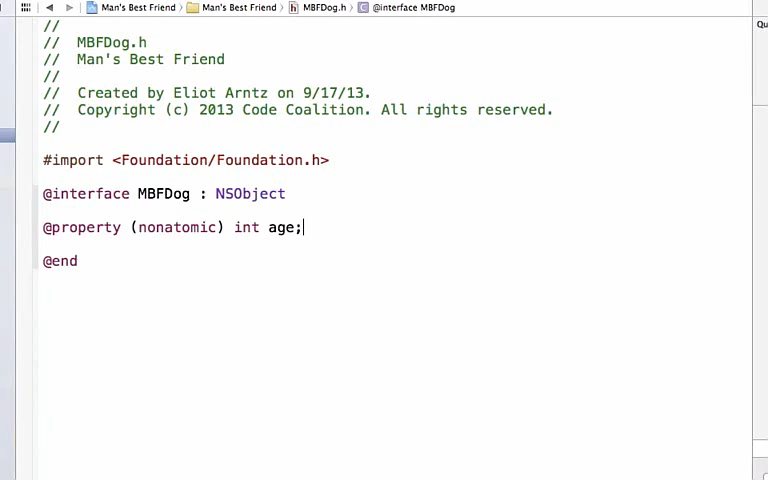 Man's Best Friend Man's Best Friend MBFDog.h @interface MBFDog
Qu
//
// MBFDog.h
// Man's Best Friend
//
// Created by Eliot Arntz on 9/17/13.
// Copyright (c) 2013 Code Coalition. All rights reserved.
//
#import <Foundation/Foundation.h>
@interface MBFDog : NSObject
@property (nonatomic) int age;
@end